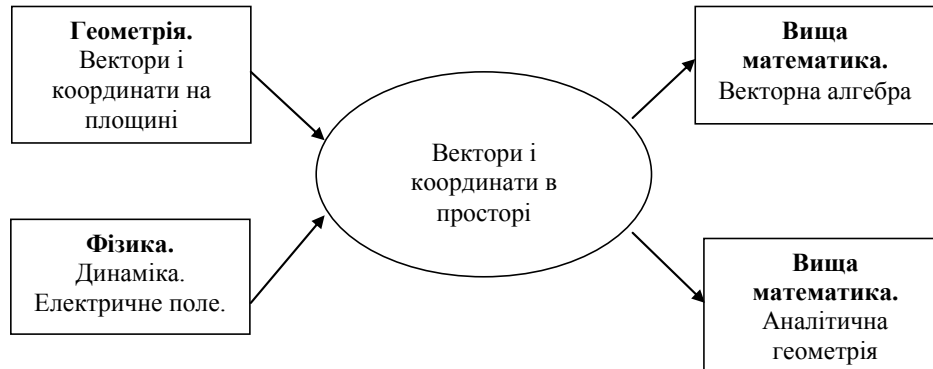 Геометрія.
Вектори і
координати на
площині
Фізика.
Динаміка.
Електричне поле.
Вектори і
координати в
просторі
Вища
математика.
Векторна алгебра
Вища
математика.
Аналітична
геометрія